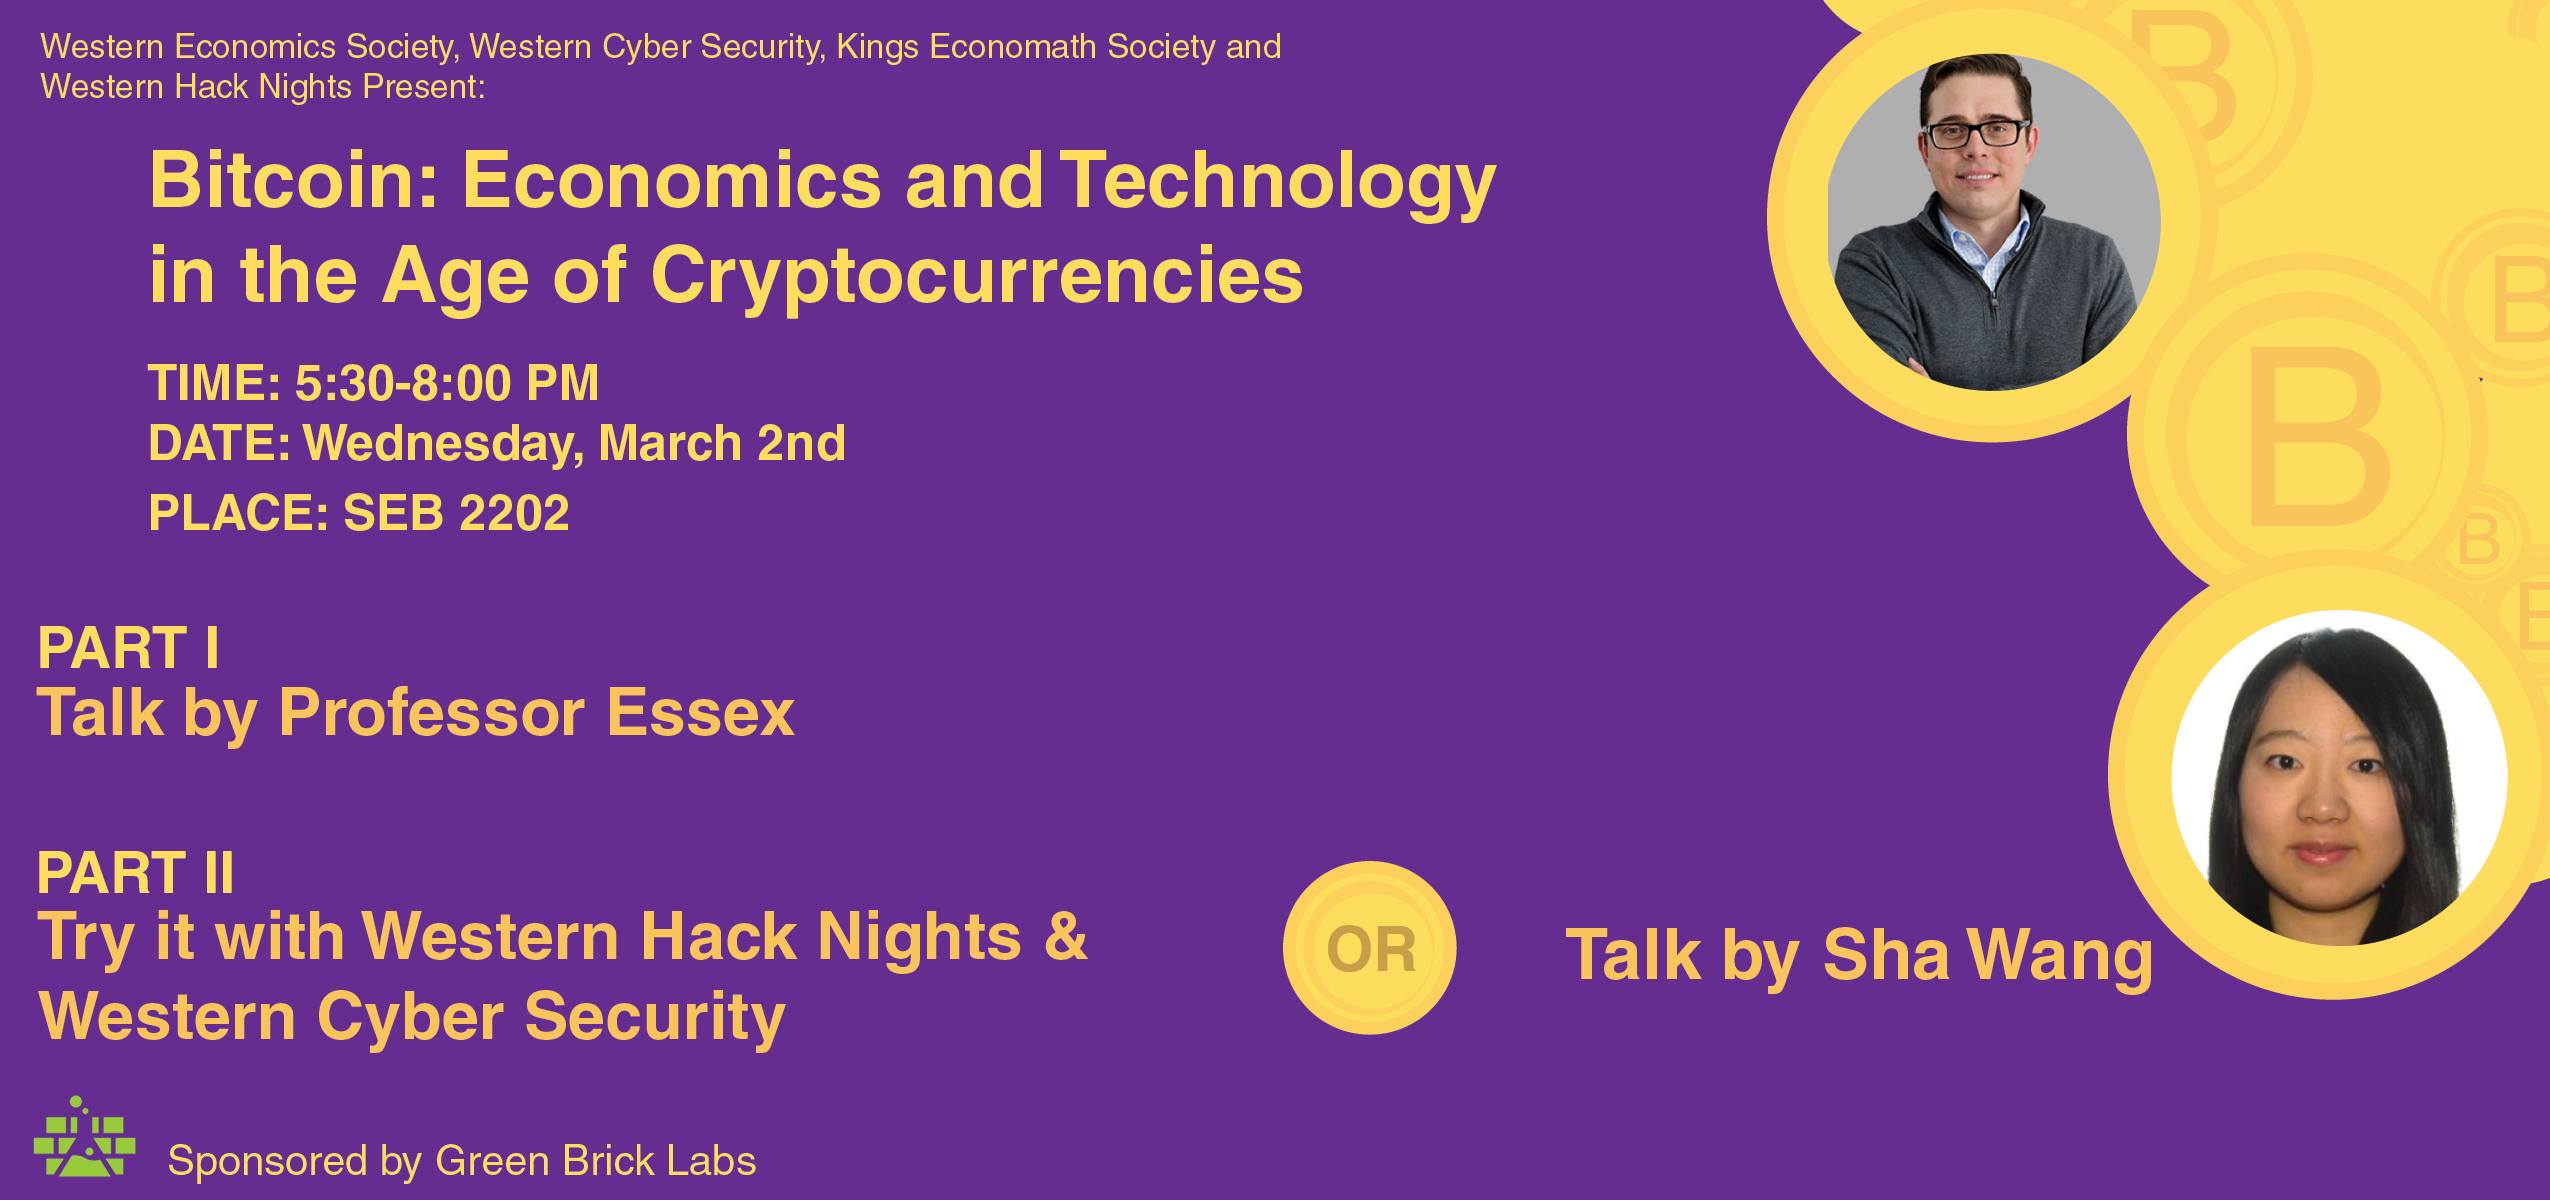 Western Economics Society, Western Cyber Security, Kings Economath Society and
Western Hack Nights Present:
Bitcoin: Economics and Technology
in the Age of Cryptocurrencies
TIME: 5:30-8:00 PM
DATE: Wednesday, March 2nd
PLACE: SEB 2202
PART I
Talk by Professor Essex
PART II
Try it with Western Hack Nights &
Western Cyber Security
OR
Talk by Sha Wang
Sponsored by Green Brick Labs
B
B
B
B
B